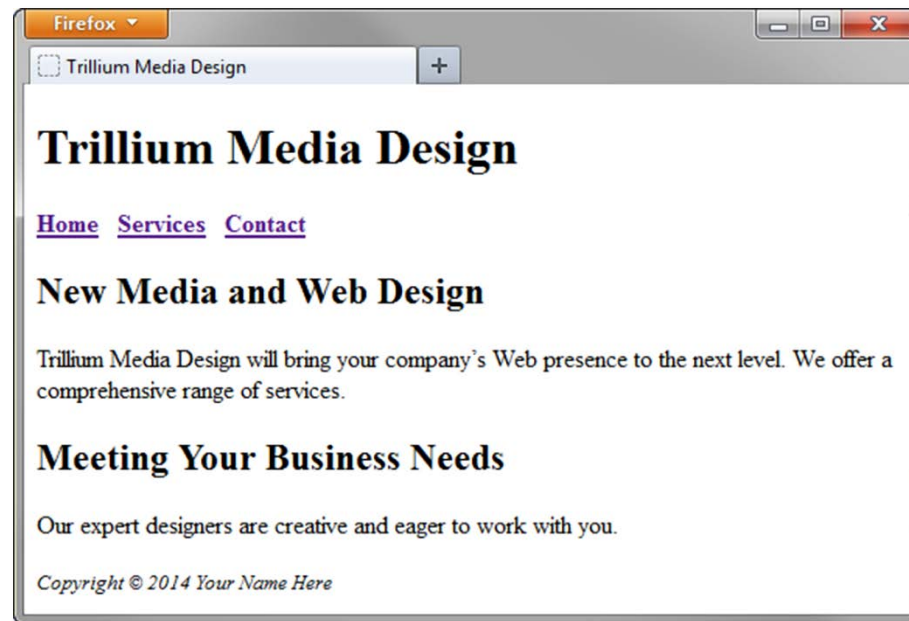 Firefox
Trillium Media Design
Trillium Media Design
Home Services Contact
New Media and Web Design
Trillium Media Design will bring your company’s Web presence to the next level. We offer a
comprehensive range of services.
Meeting Your Business Needs
Our expert designers are creative and eager to work with you.
Copyright © 2014 Your Name Here